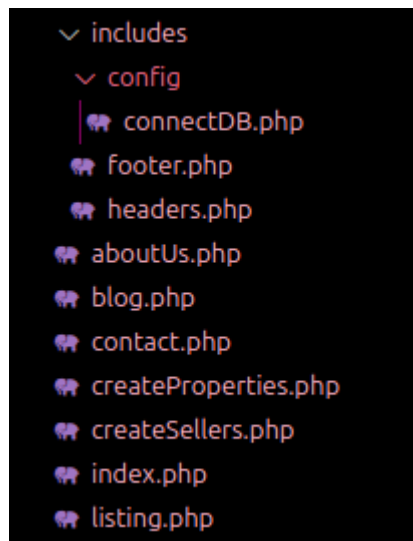 includes
config
connectDB.php
footer.php
headers.php
aboutUs.php
blog.php
contact.php
createProperties.php
createSellers.php
index.php
listing.php